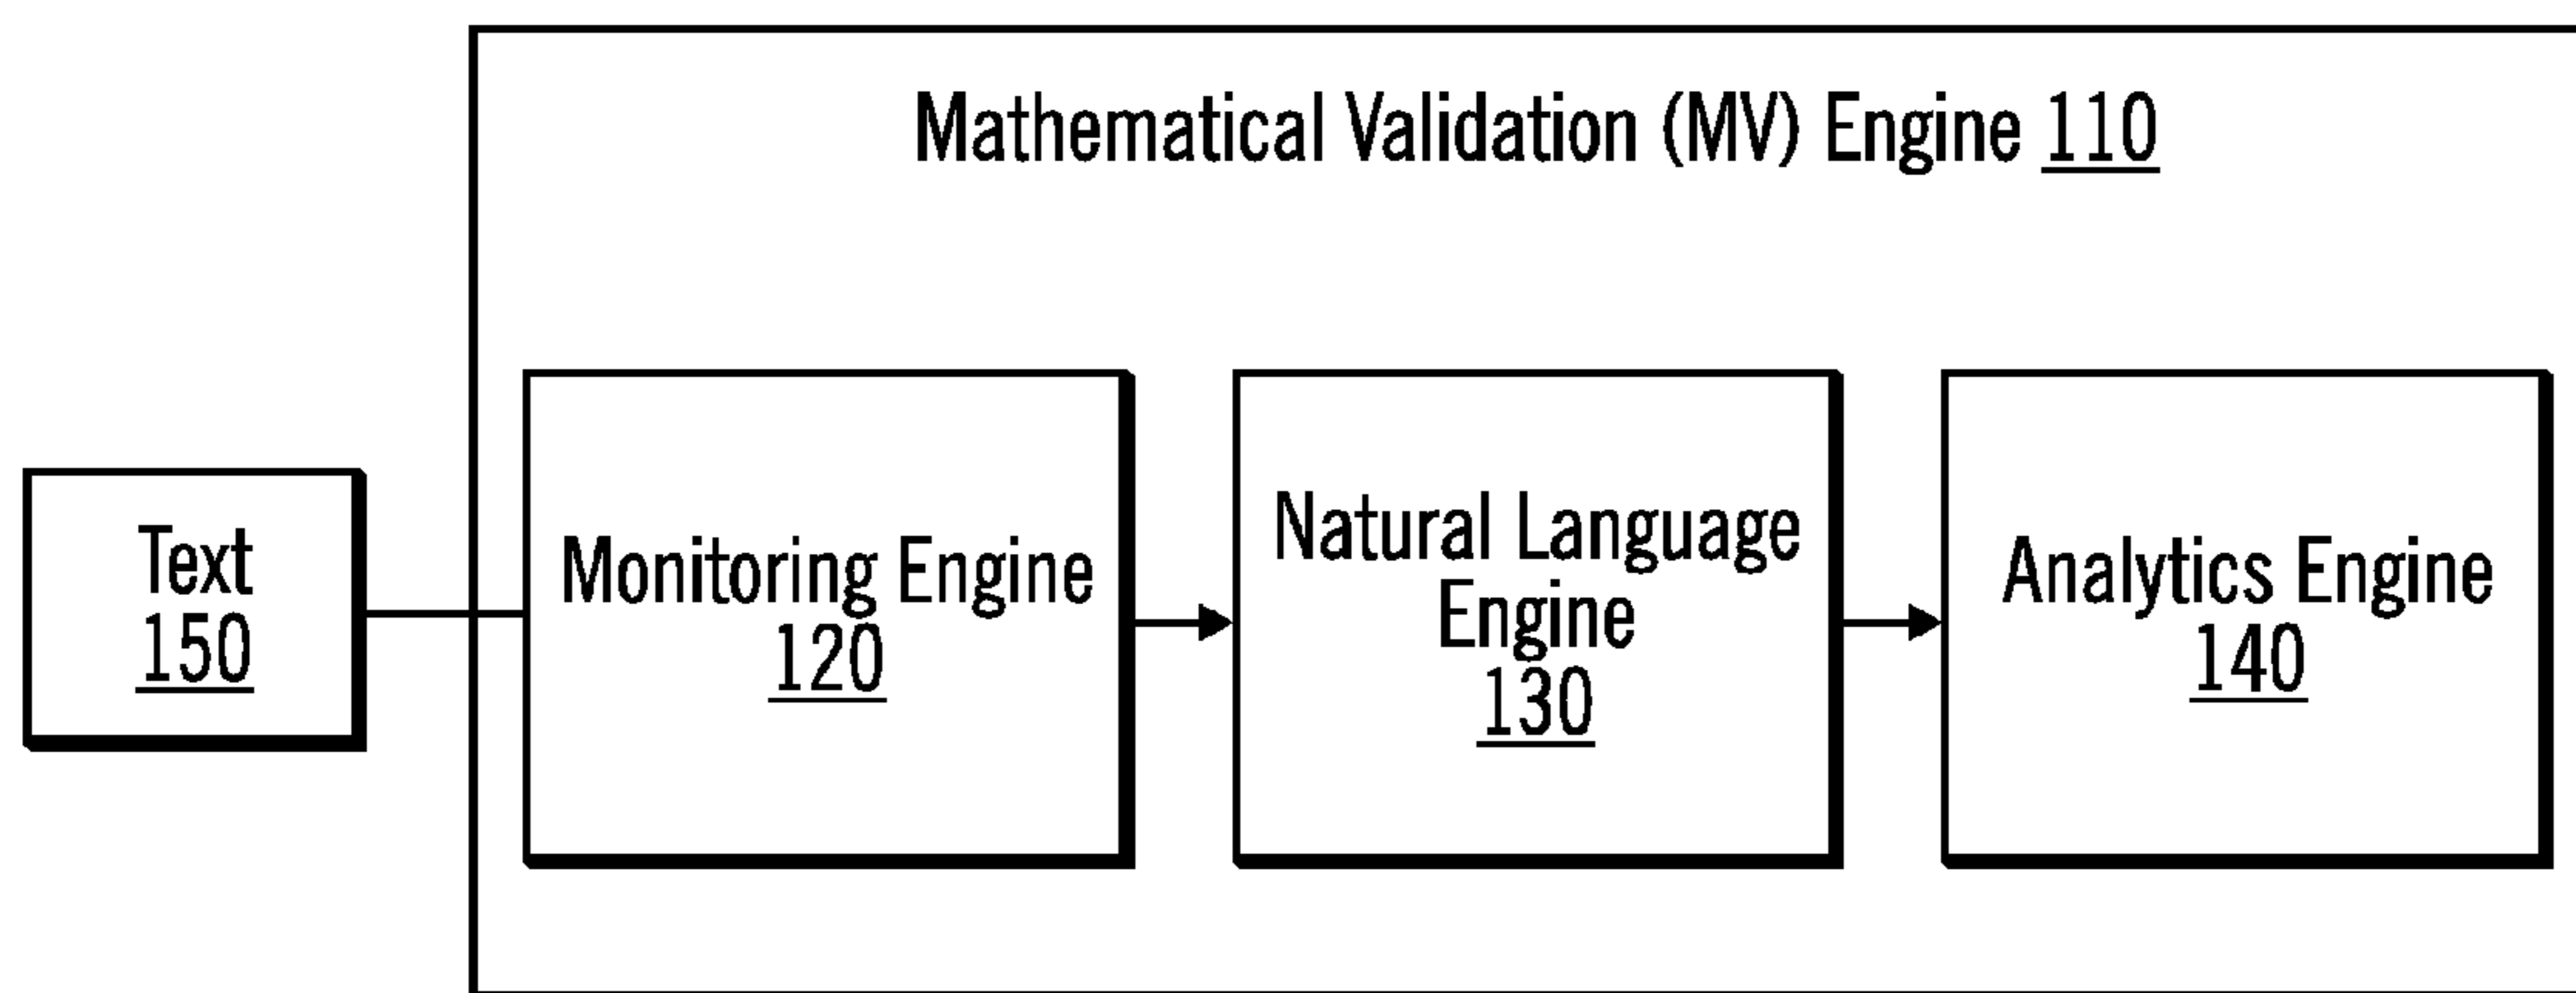 Mathematical Validation (MV) Engine 110
Text
150
Monitoring Engine
120
Natural Language
Engine
130
Analytics Engine
140